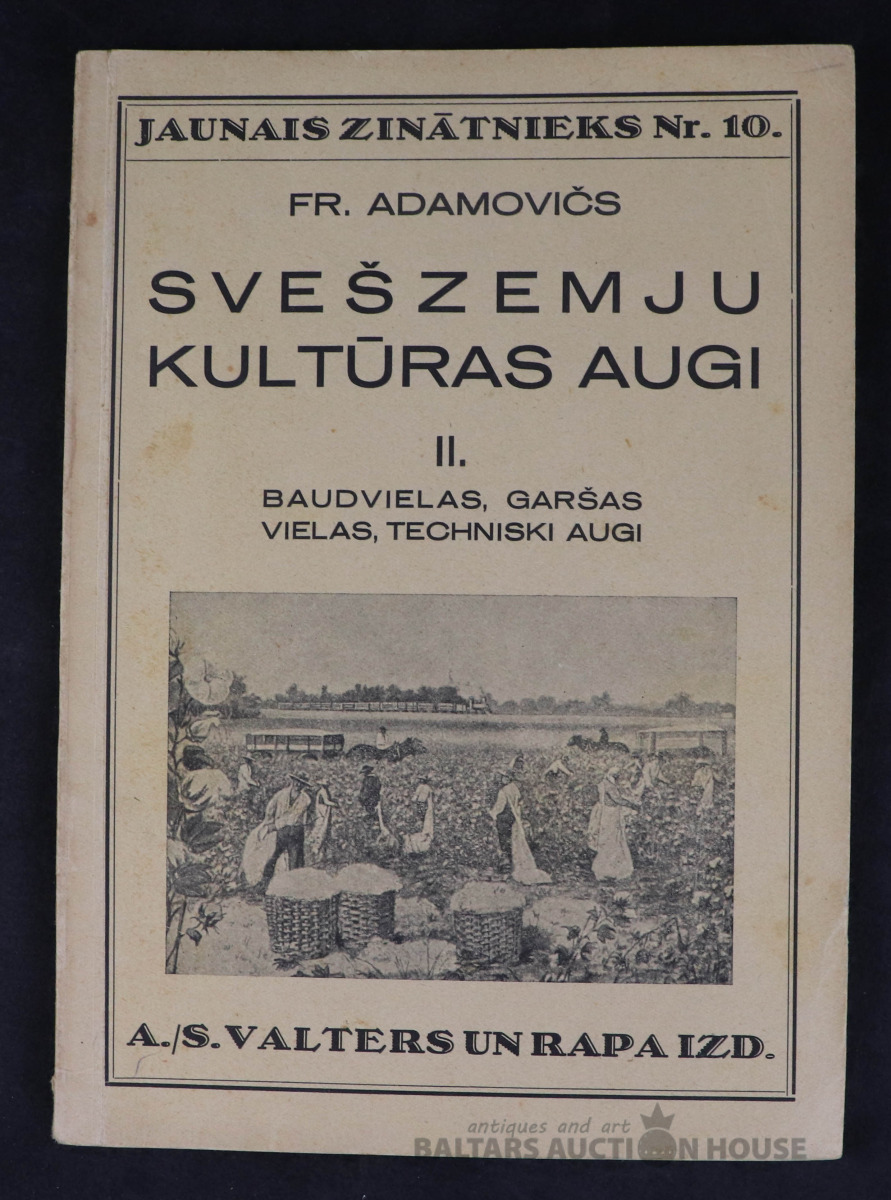 JAUNAIS ZINĀTNIEKS Nr. 10.
FR. ADAMOVIČS
SVEŠZEMJU
KULTŪRAS AUGI
II.
BAUDVIELAS, GARŠAS
VIELAS, TECHNISKI AUGI
A./S. VALTERS UN RAPA IZD.
antiques and art
BALTARS AUCTION HOUSE